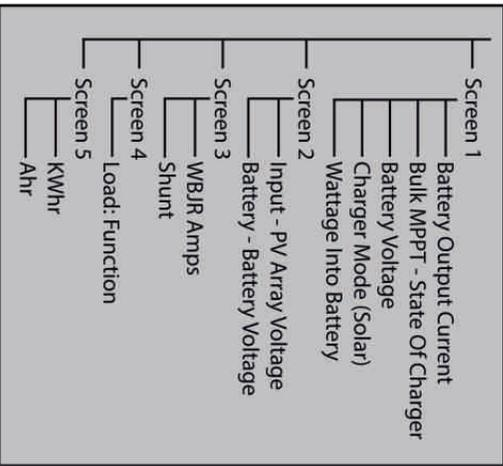 Screen 1
Battery Output Current
Bulk MPPT - State Of Charger
Battery Voltage
Charger Mode (Solar)
Wattage Into Battery
Screen 2
Input - PV Array Voltage
Battery - Battery Voltage
Screen 3
WBJR Amps
Shunt
Screen 4
Load: Function
Screen 5
KWhr
Ahr